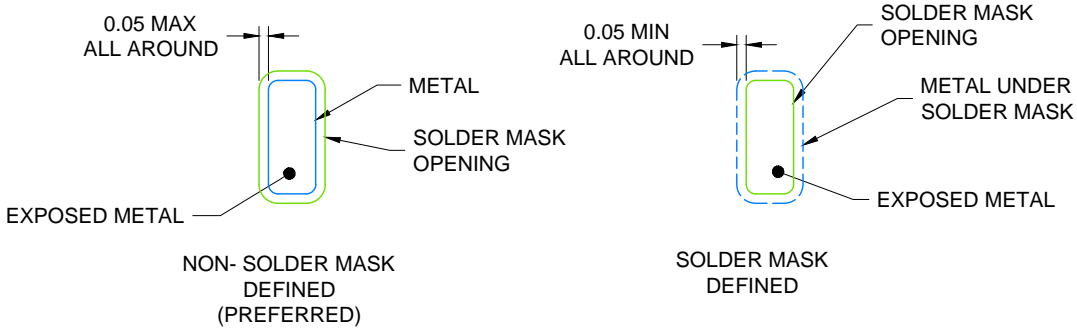 0.05 MAX
ALL AROUND
METAL
SOLDER MASK
OPENING
EXPOSED METAL
NON- SOLDER MASK
DEFINED
(PREFERRED)
0.05 MIN
ALL AROUND
SOLDER MASK
OPENING
METAL UNDER
SOLDER MASK
EXPOSED METAL
SOLDER MASK
DEFINED